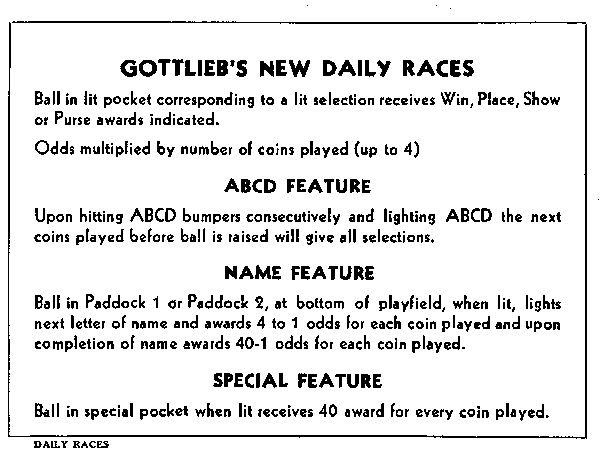 GOTTLIEB'S NEW DAILY RACES
Ball in lit pocket corresponding to a lit selection receives Win, Place, Show
or Purse awards indicated.
Odds multiplied by number of coins played (up to 4)
ABCD FEATURE
Upon hitting ABCD bumpers consecutively and lighting ABCD the next
coins played before ball is raised will give all selections.
NAME FEATURE
Ball in Paddock 1 or Paddock 2, at bottom of playfield, when lit, lights
next letter of name and awards 4 to 1 odds for each coin played and upon
completion of name awards 40-1 odds for each coin played.
SPECIAL FEATURE
Ball in special pocket when lit receives 40 award for every coin played.
DAILY RACES